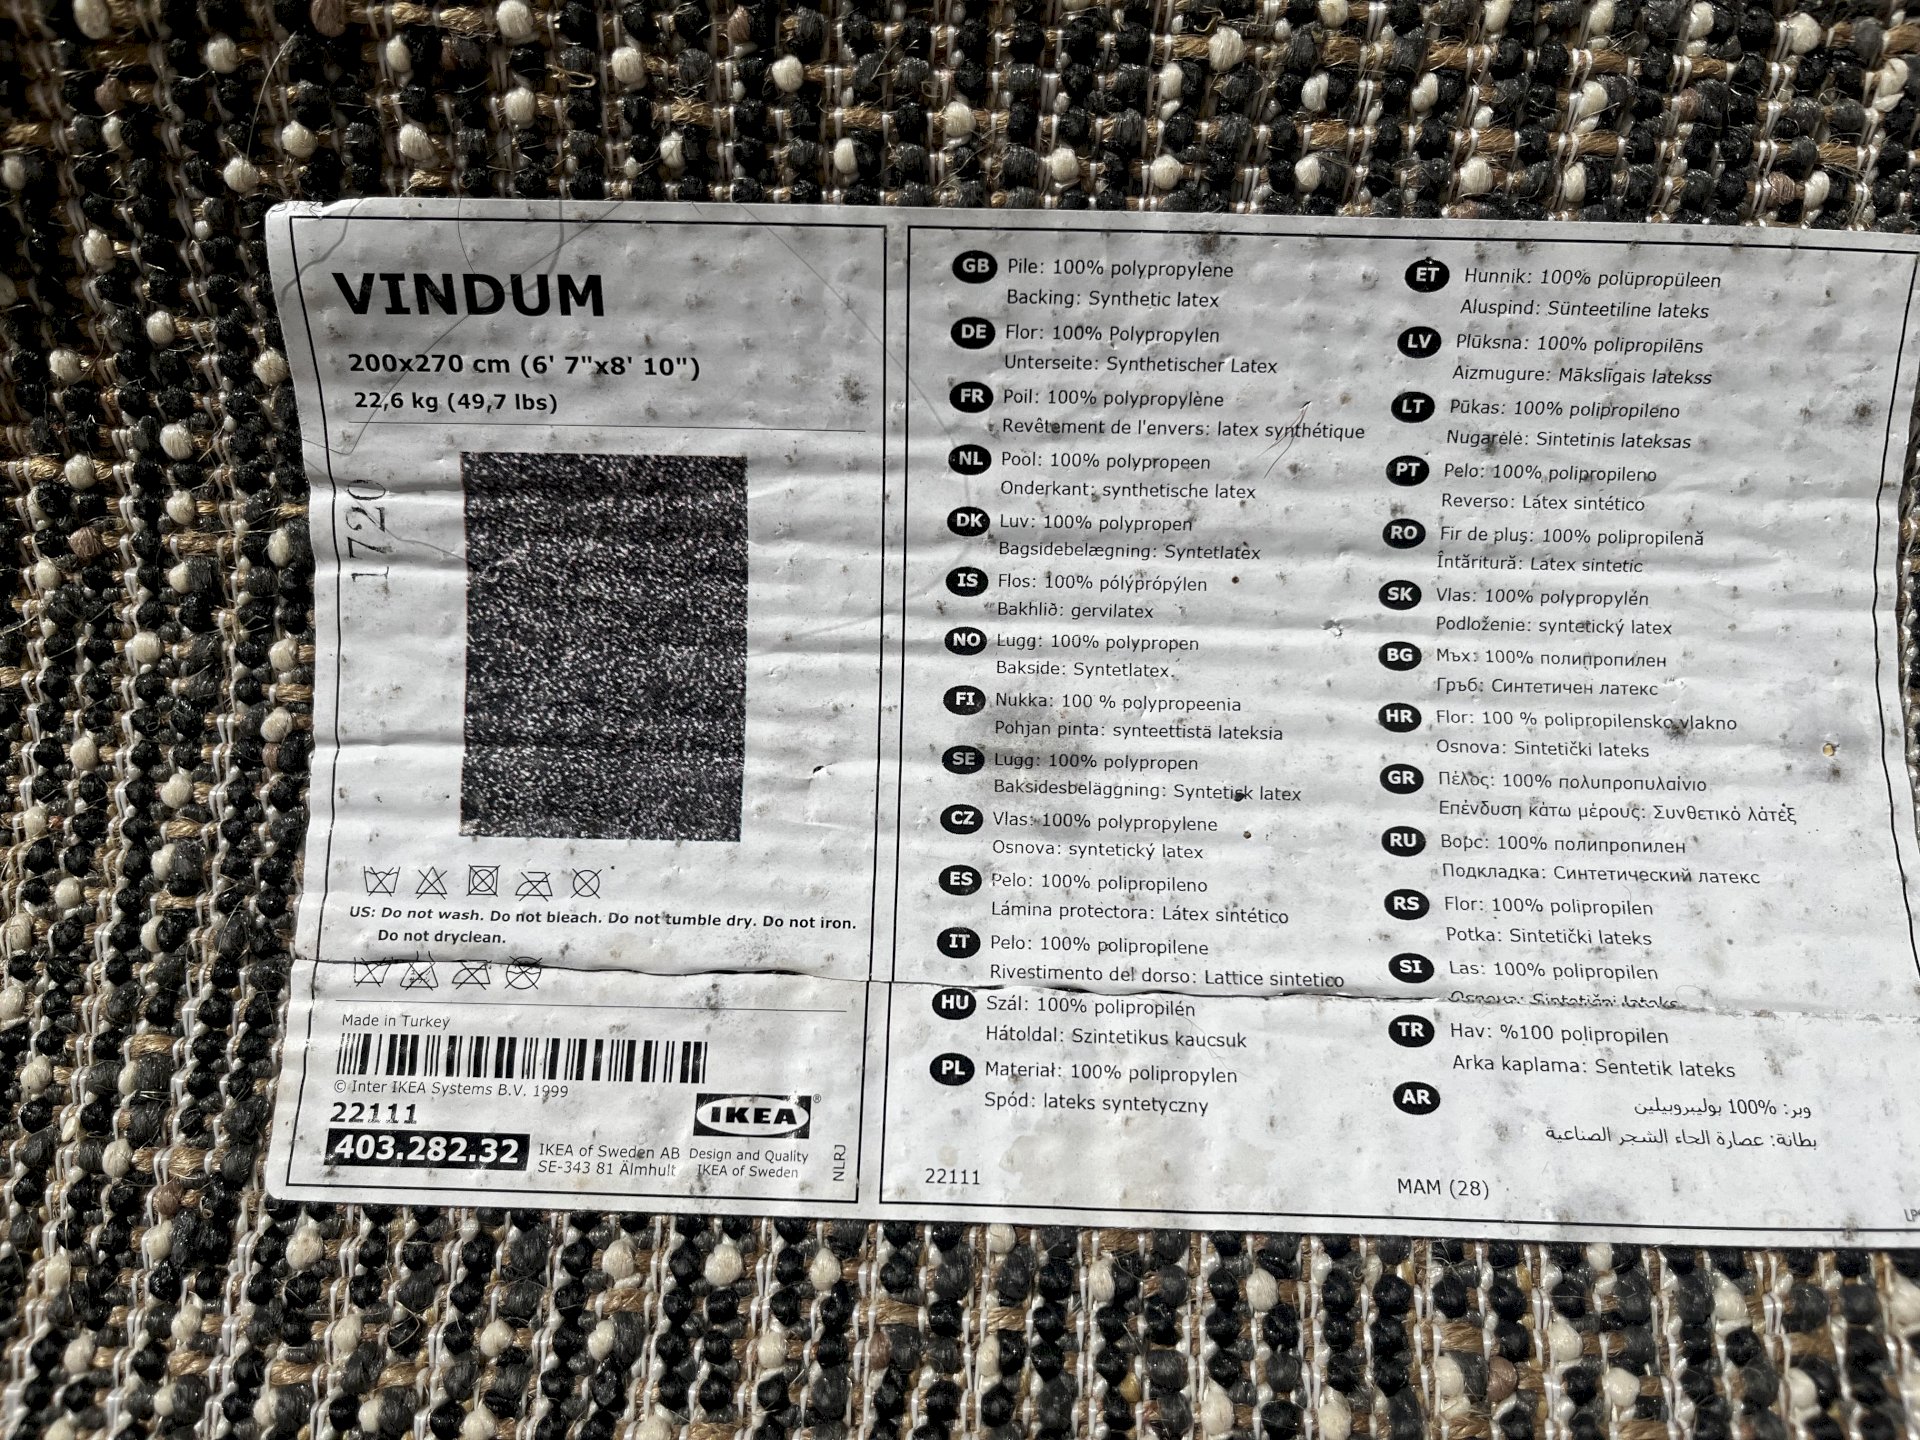 VINDUM
200x270 cm (6' 7"x8' 10")
22,6 kg (49,7 lbs)
1720
US: Do not wash. Do not bleach. Do not tumble dry. Do not iron.
Do not dryclean.
Made in Turkey
© Inter IKEA Systems B.V. 1999
22111
403.282.32
IKEA of Sweden AB
SE-343 81 Älmhult
IKEA®
Design and Quality
IKEA of Sweden
NLRJ
GB Pile: 100% polypropylene
Backing: Synthetic latex
DE Flor: 100% Polypropylen
Unterseite: Synthetischer Latex
FR Poil: 100% polypropylène
Revêtement de l'envers: latex synthétique
NL Pool: 100% polypropeen
Onderkant: synthetische latex
DK Luv: 100% polypropen
Bagsidebelægning: Syntetlatex
IS Flos: 100% pólýprópýlen
Bakhlið: gervilatex
NO Lugg: 100% polypropen
Bakside: Syntetlatex.
FI Nukka: 100 % polypropeenia
Pohjan pinta: synteettistä lateksia
SE Lugg: 100% polypropen
Baksidesbeläggning: Syntetisk latex
CZ Vlas: 100% polypropylene
Osnova: syntetický latex
ES Pelo: 100% polipropileno
Lámina protectora: Látex sintético
IT Pelo: 100% polipropilene
Rivestimento del dorso: Lattice sintetico
HU Szál: 100% polipropilén
Hátoldal: Szintetikus kaucsuk
PL Materiał: 100% polipropylen
Spód: lateks syntetyczny
22111
ET Hunnik: 100% polüpropüleen
Aluspind: Sünteetiline lateks
LV Plūksna: 100% polipropilēns
Aizmugure: Mākslīgais latekss
LT Pūkas: 100% polipropileno
Nugarėlė: Sintetinis lateksas
PT Pelo: 100% polipropileno
Reverso: Látex sintético
RO Fir de pluş: 100% polipropilenă
Întăritură: Latex sintetic
SK Vlas: 100% polypropylén
Podloženie: syntetický latex
BG Мъх: 100% полипропилен
Гръб: Синтетичен латекс
HR Flor: 100 % polipropilensko vlakno
Osnova: Sintetički lateks
GR Πέλος: 100% πολυπροπυλαίνιο
Επένδυση κάτω μέρους: Συνθετικό λάτέξ
RU Ворс: 100% полипропилен
Подкладка: Синтетический латекс
RS Flor: 100% polipropilen
Potka: Sintetički lateks
SI Las: 100% polipropilen
Osnova: Sintetični lateks
TR Hav: %100 polipropilen
Arka kaplama: Sentetik lateks
AR وبر: %100 بوليبروبيلين
بطانة: عصارة لحاء الشجر الصناعية
MAM (28)